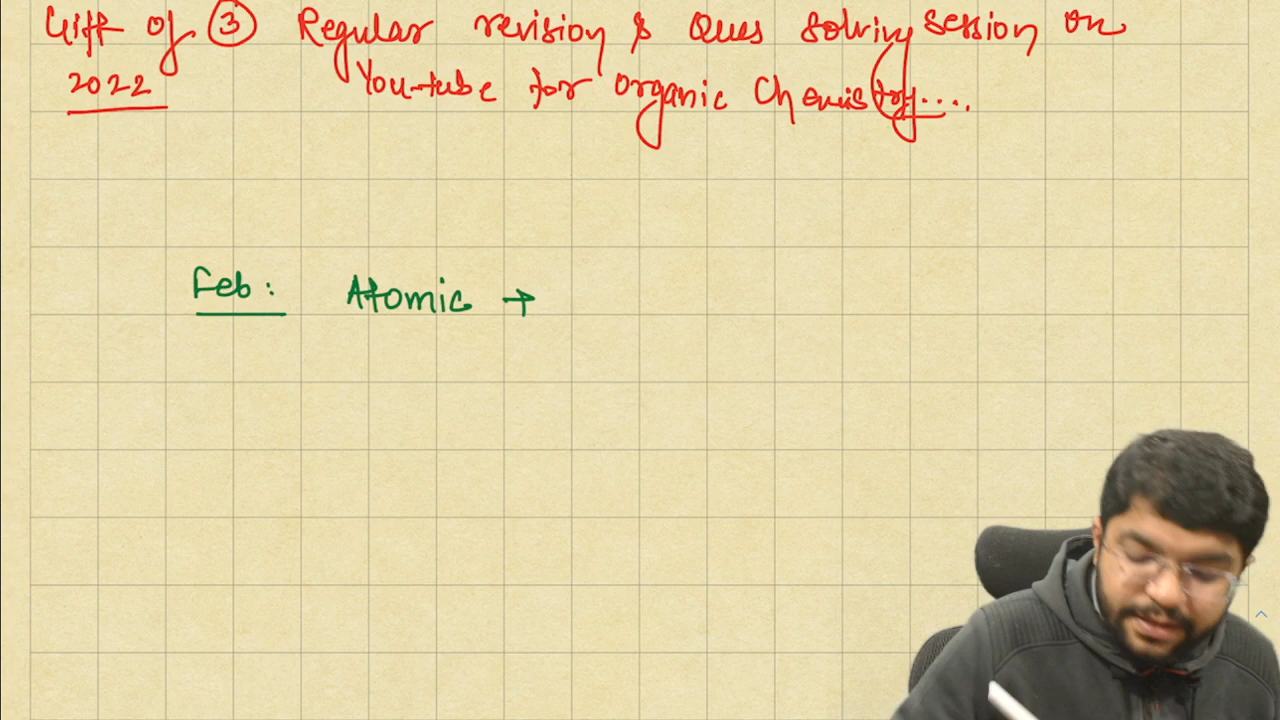 Gift of ③ Regular revision & Ques solving session on
2022 You-tube for organic Chemistry....
Feb: Atomic →